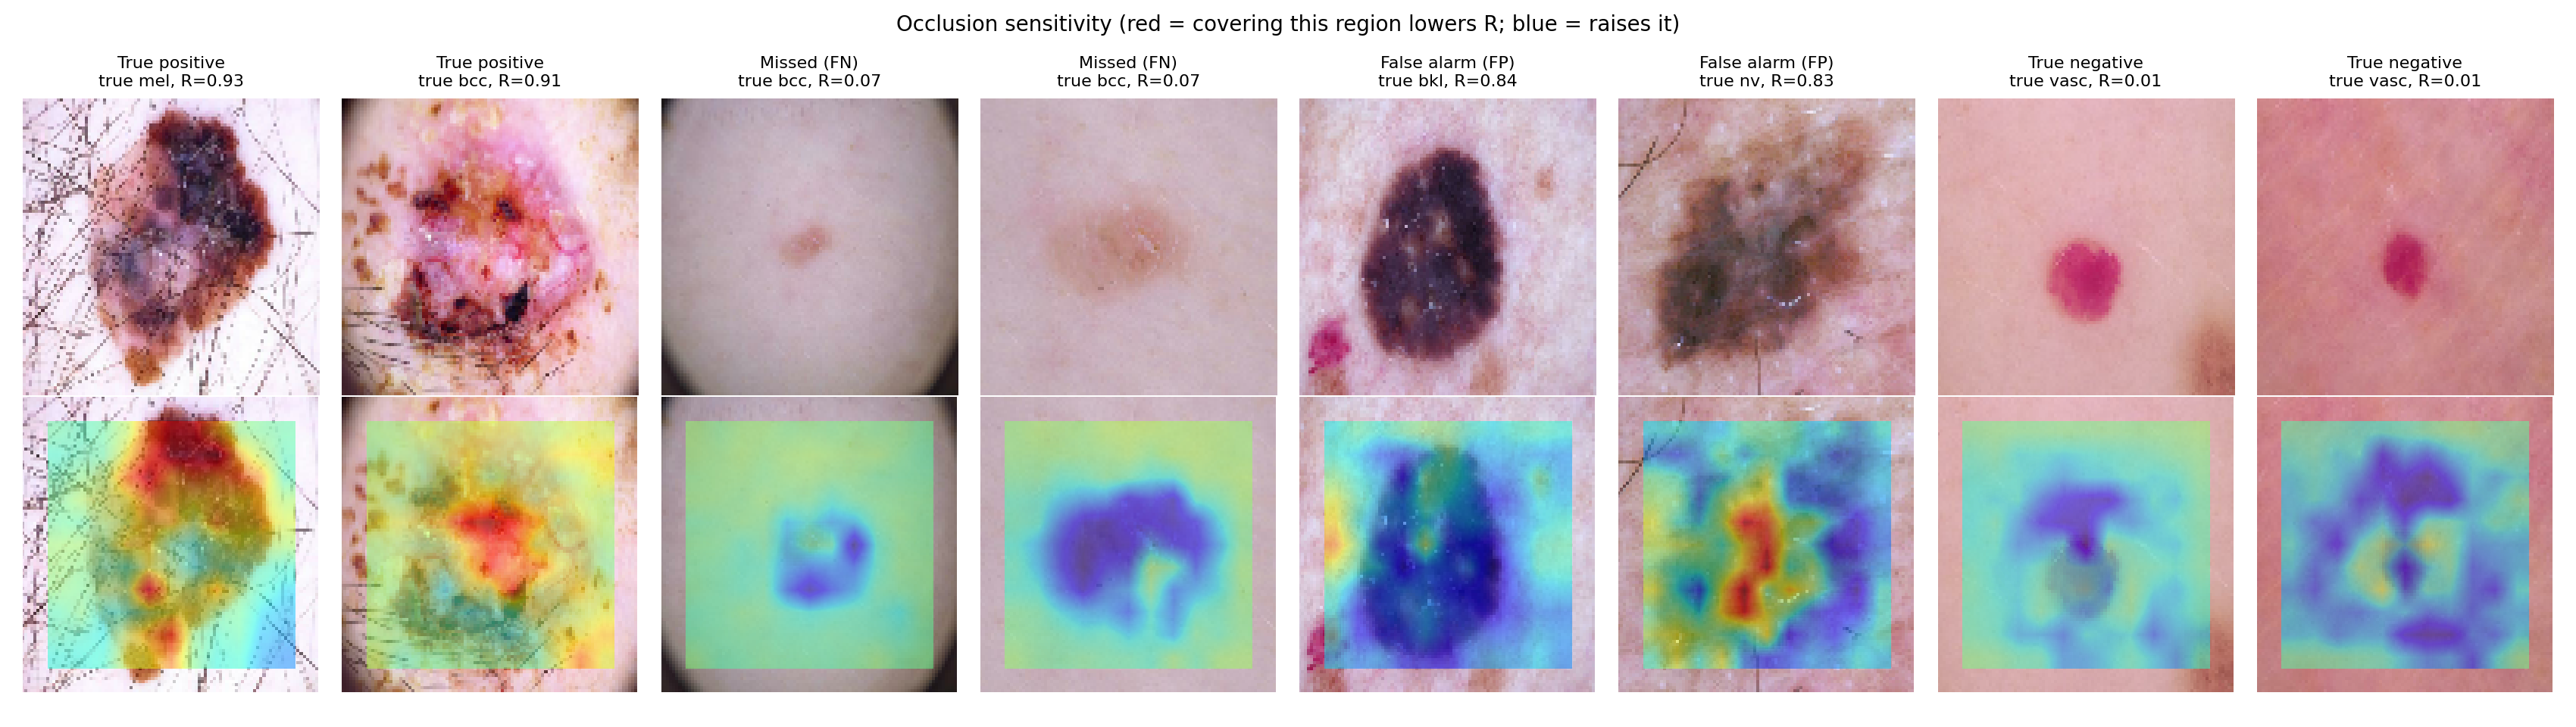 Occlusion sensitivity (red = covering this region lowers R; blue = raises it)
True positive
true mel, R=0.93
True positive
true bcc, R=0.91
Missed (FN)
true bcc, R=0.07
Missed (FN)
true bcc, R=0.07
False alarm (FP)
true bkl, R=0.84
False alarm (FP)
true nv, R=0.83
True negative
true vasc, R=0.01
True negative
true vasc, R=0.01